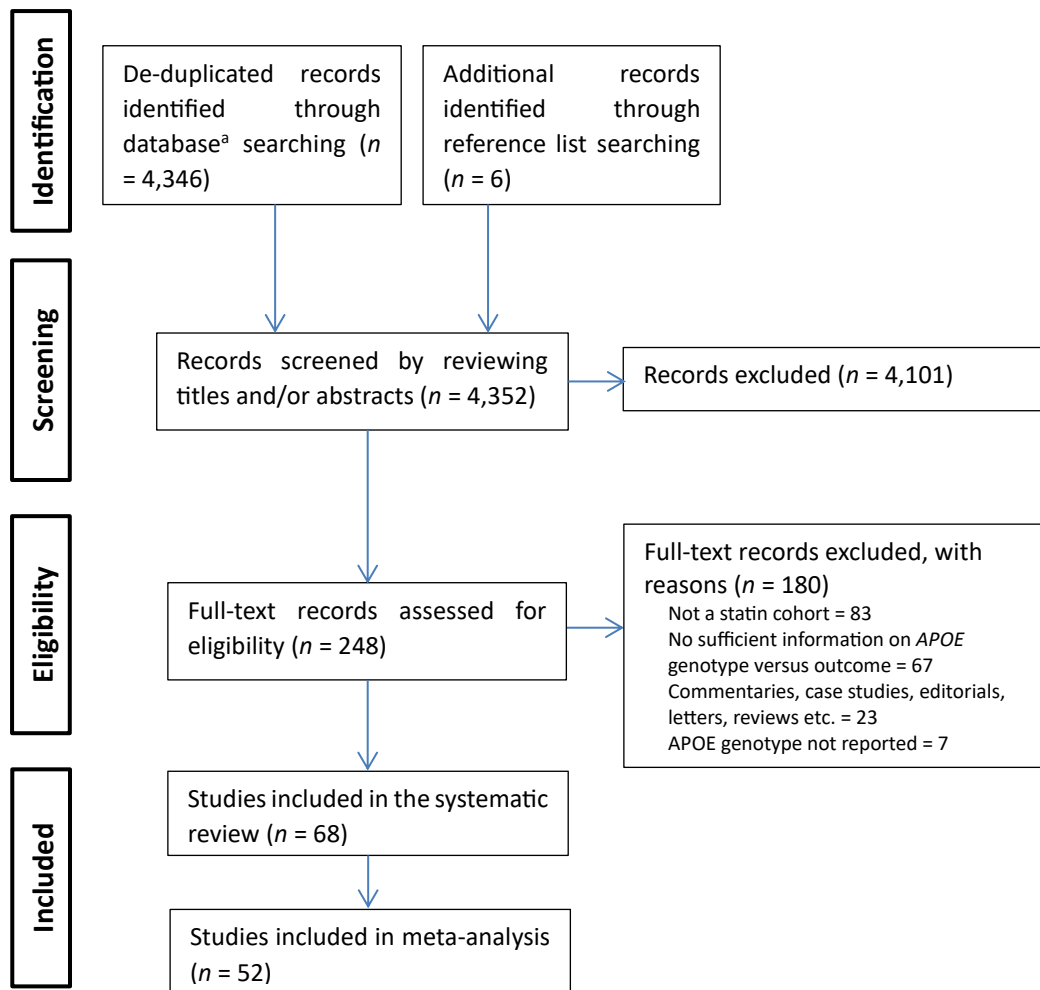 Identification
De-duplicated records
identified through
databaseᵃ searching (n
= 4,346)
Additional records
identified through
reference list searching
(n = 6)
Screening
Records screened by reviewing
titles and/or abstracts (n = 4,352)
Records excluded (n = 4,101)
Eligibility
Full-text records assessed for
eligibility (n = 248)
Full-text records excluded, with
reasons (n = 180)
Not a statin cohort = 83
No sufficient information on APOE
genotype versus outcome = 67
Commentaries, case studies, editorials,
letters, reviews etc. = 23
APOE genotype not reported = 7
Included
Studies included in the systematic
review (n = 68)
Studies included in meta-analysis
(n = 52)